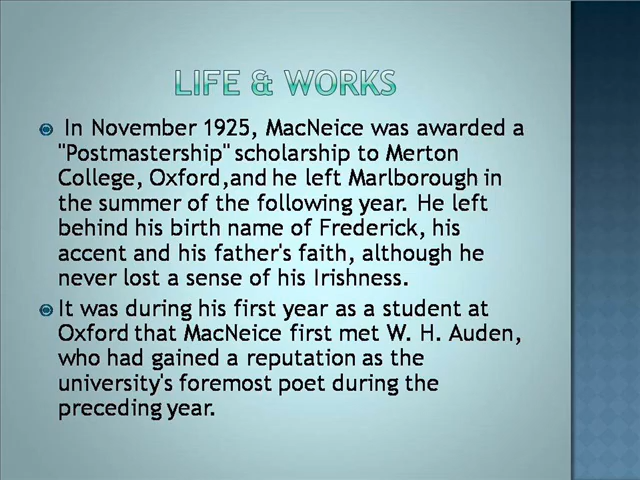 LIFE & WORKS
In November 1925, MacNeice was awarded a
"Postmastership" scholarship to Merton
College, Oxford,and he left Marlborough in
the summer of the following year. He left
behind his birth name of Frederick, his
accent and his father's faith, although he
never lost a sense of his Irishness.
It was during his first year as a student at
Oxford that MacNeice first met W. H. Auden,
who had gained a reputation as the
university's foremost poet during the
preceding year.